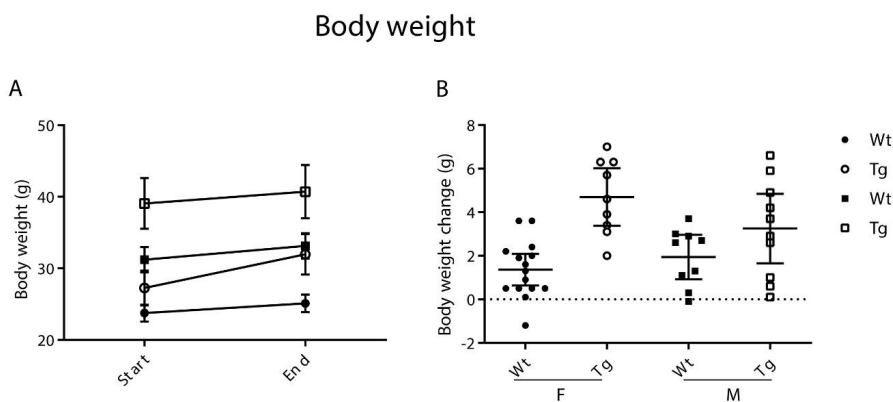 Body weight
A
50
40
30
20
Body weight (g)
Start
End
B
8
6
4
2
0
-2
Body weight change (g)
Wt
Tg
Wt
Tg
F
M
Wt
Tg
Wt
Tg